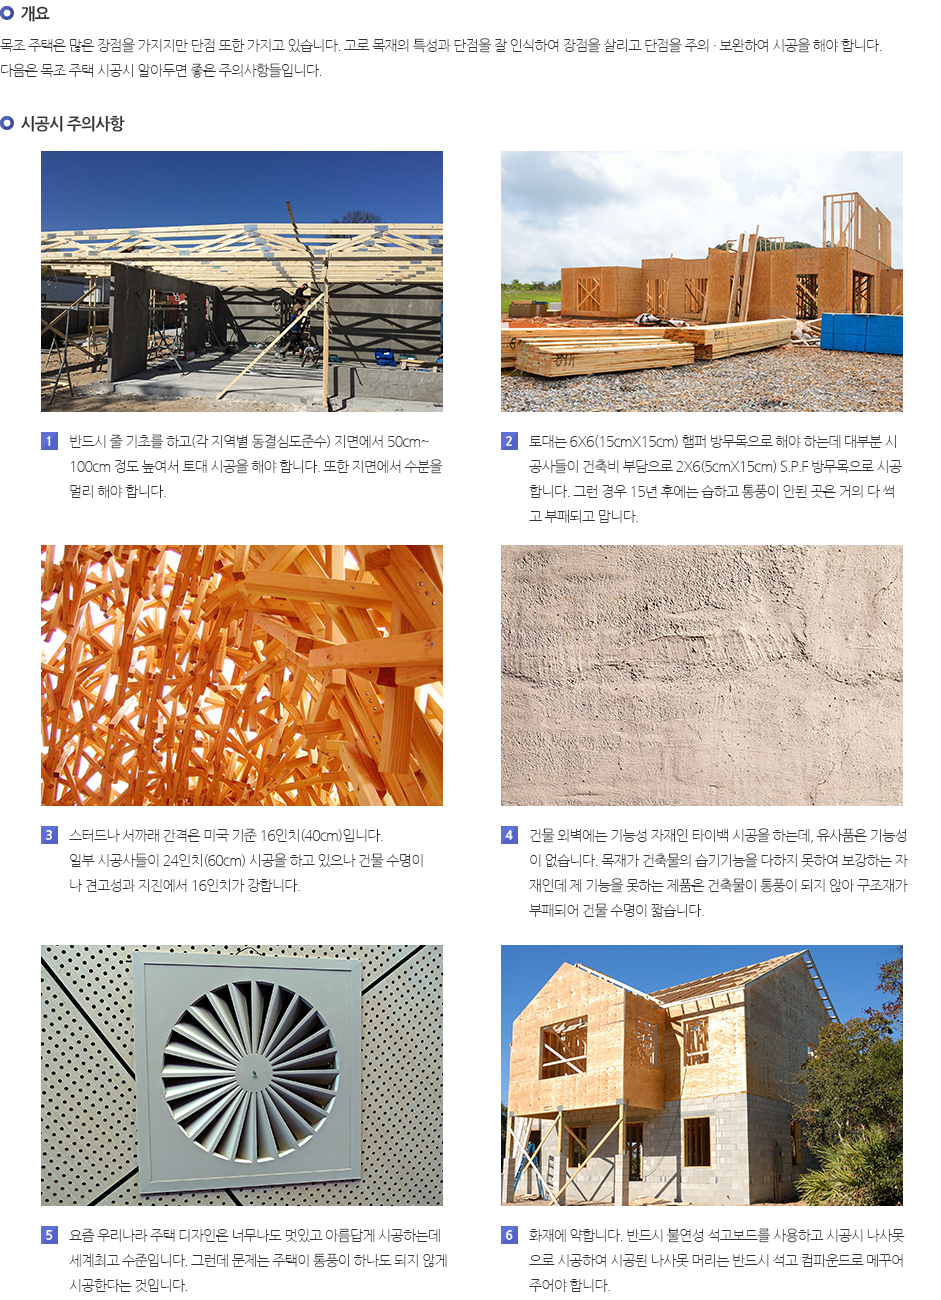 개요
목조 주택은 많은 장점을 가지지만 단점 또한 가지고 있습니다. 고로 목재의 특성과 단점을 잘 인식하여 장점을 살리고 단점을 주의 · 보완하여 시공을 해야 합니다.
다음은 목조 주택 시공시 알아두면 좋은 주의사항들입니다.
시공시 주의사항
1 반드시 줄 기초를 하고(각 지역별 동결심도준수) 지면에서 50cm~
100cm 정도 높여서 토대 시공을 해야 합니다. 또한 지면에서 수분을
멀리 해야 합니다.
2 토대는 6X6(15cmX15cm) 햄퍼 방무목으로 해야 하는데 대부분 시
공사들이 건축비 부담으로 2X6(5cmX15cm) S.P.F 방무목으로 시공
합니다. 그런 경우 15년 후에는 습하고 통풍이 안된 곳은 거의 다 썩
고 부패되고 맙니다.
3 스터드나 서까래 간격은 미국 기준 16인치(40cm)입니다.
일부 시공사들이 24인치(60cm) 시공을 하고 있으나 건물 수명이
나 견고성과 지진에서 16인치가 강합니다.
4 건물 외벽에는 기능성 자재인 타이백 시공을 하는데, 유사품은 기능성
이 없습니다. 목재가 건축물의 습기기능을 다하지 못하여 보강하는 자
재인데 제 기능을 못하는 제품은 건축물이 통풍이 되지 않아 구조재가
부패되어 건물 수명이 짧습니다.
5 요즘 우리나라 주택 디자인은 너무나도 멋있고 아름답게 시공하는데
세계최고 수준입니다. 그런데 문제는 주택이 통풍이 하나도 되지 않게
시공한다는 것입니다.
6 화재에 약합니다. 반드시 불연성 석고보드를 사용하고 시공시 나사못
으로 시공하여 시공된 나사못 머리는 반드시 석고 컴파운드로 메꾸어
주어야 합니다.